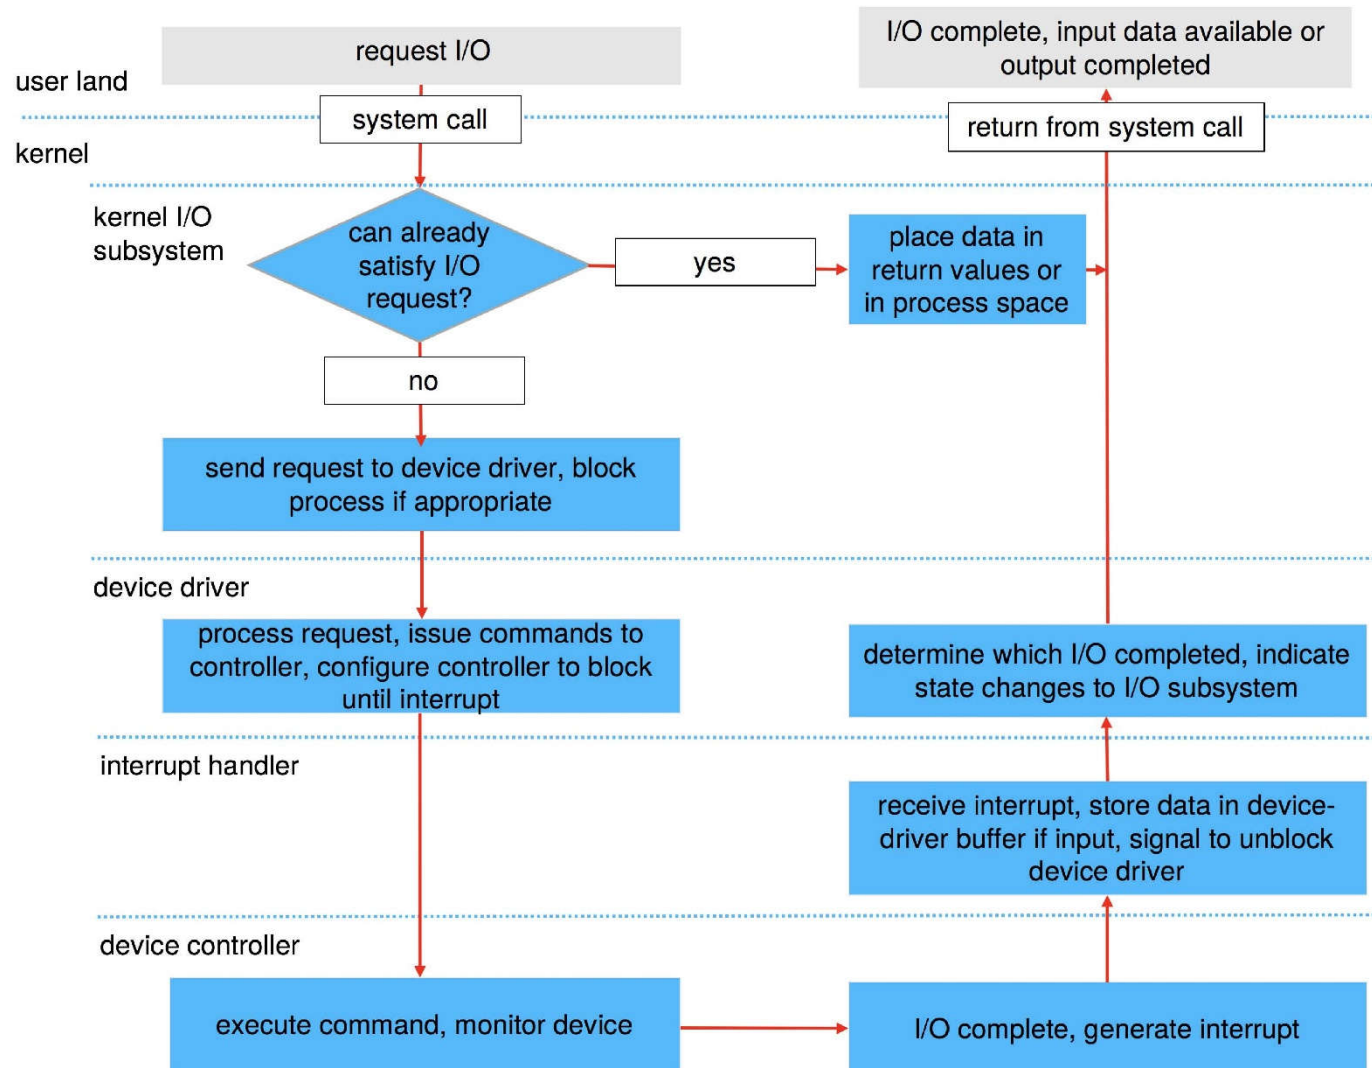 request I/O
I/O complete, input data available or
output completed
user land
system call
return from system call
kernel
kernel I/O
subsystem
can already
satisfy I/O
request?
yes
place data in
return values or
in process space
no
send request to device driver, block
process if appropriate
device driver
process request, issue commands to
controller, configure controller to block
until interrupt
determine which I/O completed, indicate
state changes to I/O subsystem
interrupt handler
receive interrupt, store data in device-
driver buffer if input, signal to unblock
device driver
device controller
execute command, monitor device
I/O complete, generate interrupt